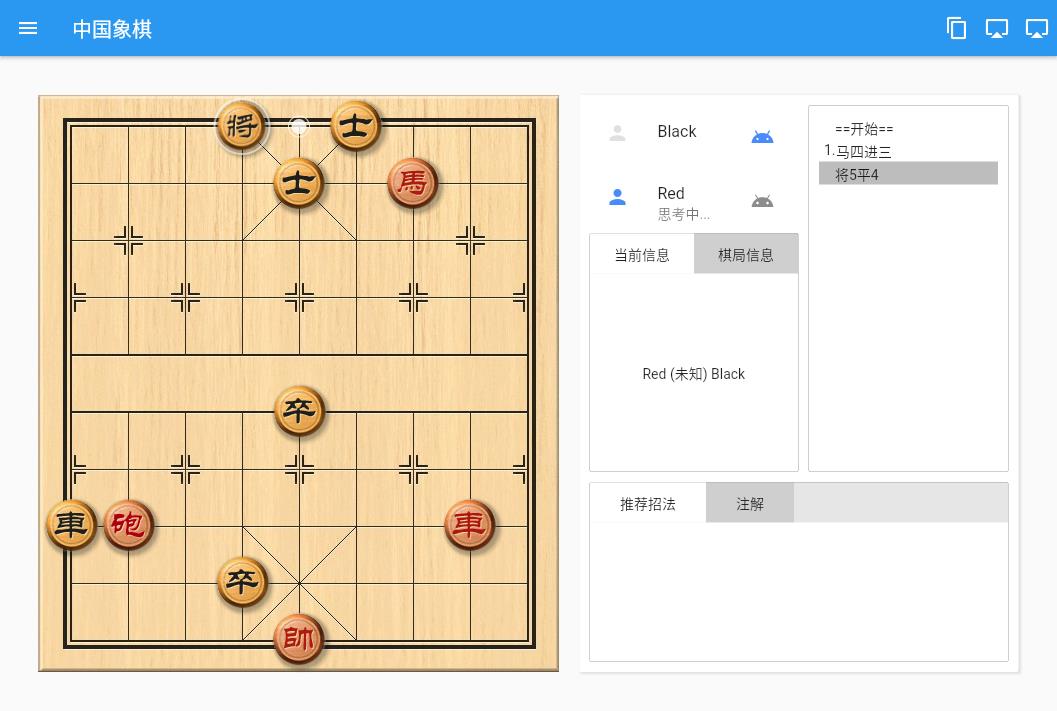 中国象棋
將 士
士 馬
卒
車 砲 車
卒
帥
Black
Red
思考中...
当前信息 棋局信息
Red (未知) Black
==开始==
1.马四进三
将5平4
推荐招法 注解